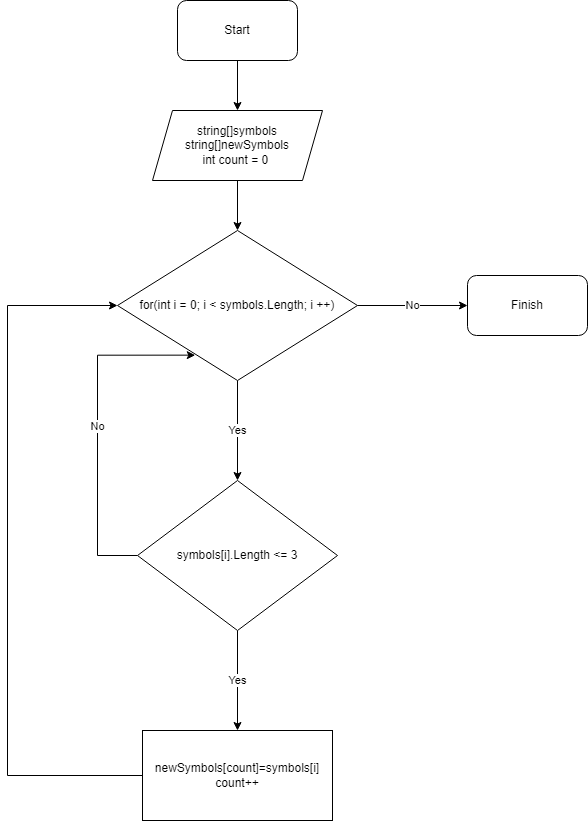 Start
string[]symbols
string[]newSymbols
int count = 0
for(int i = 0; i < symbols.Length; i ++)
No
Finish
No
Yes
symbols[i].Length <= 3
Yes
newSymbols[count]=symbols[i]
count++